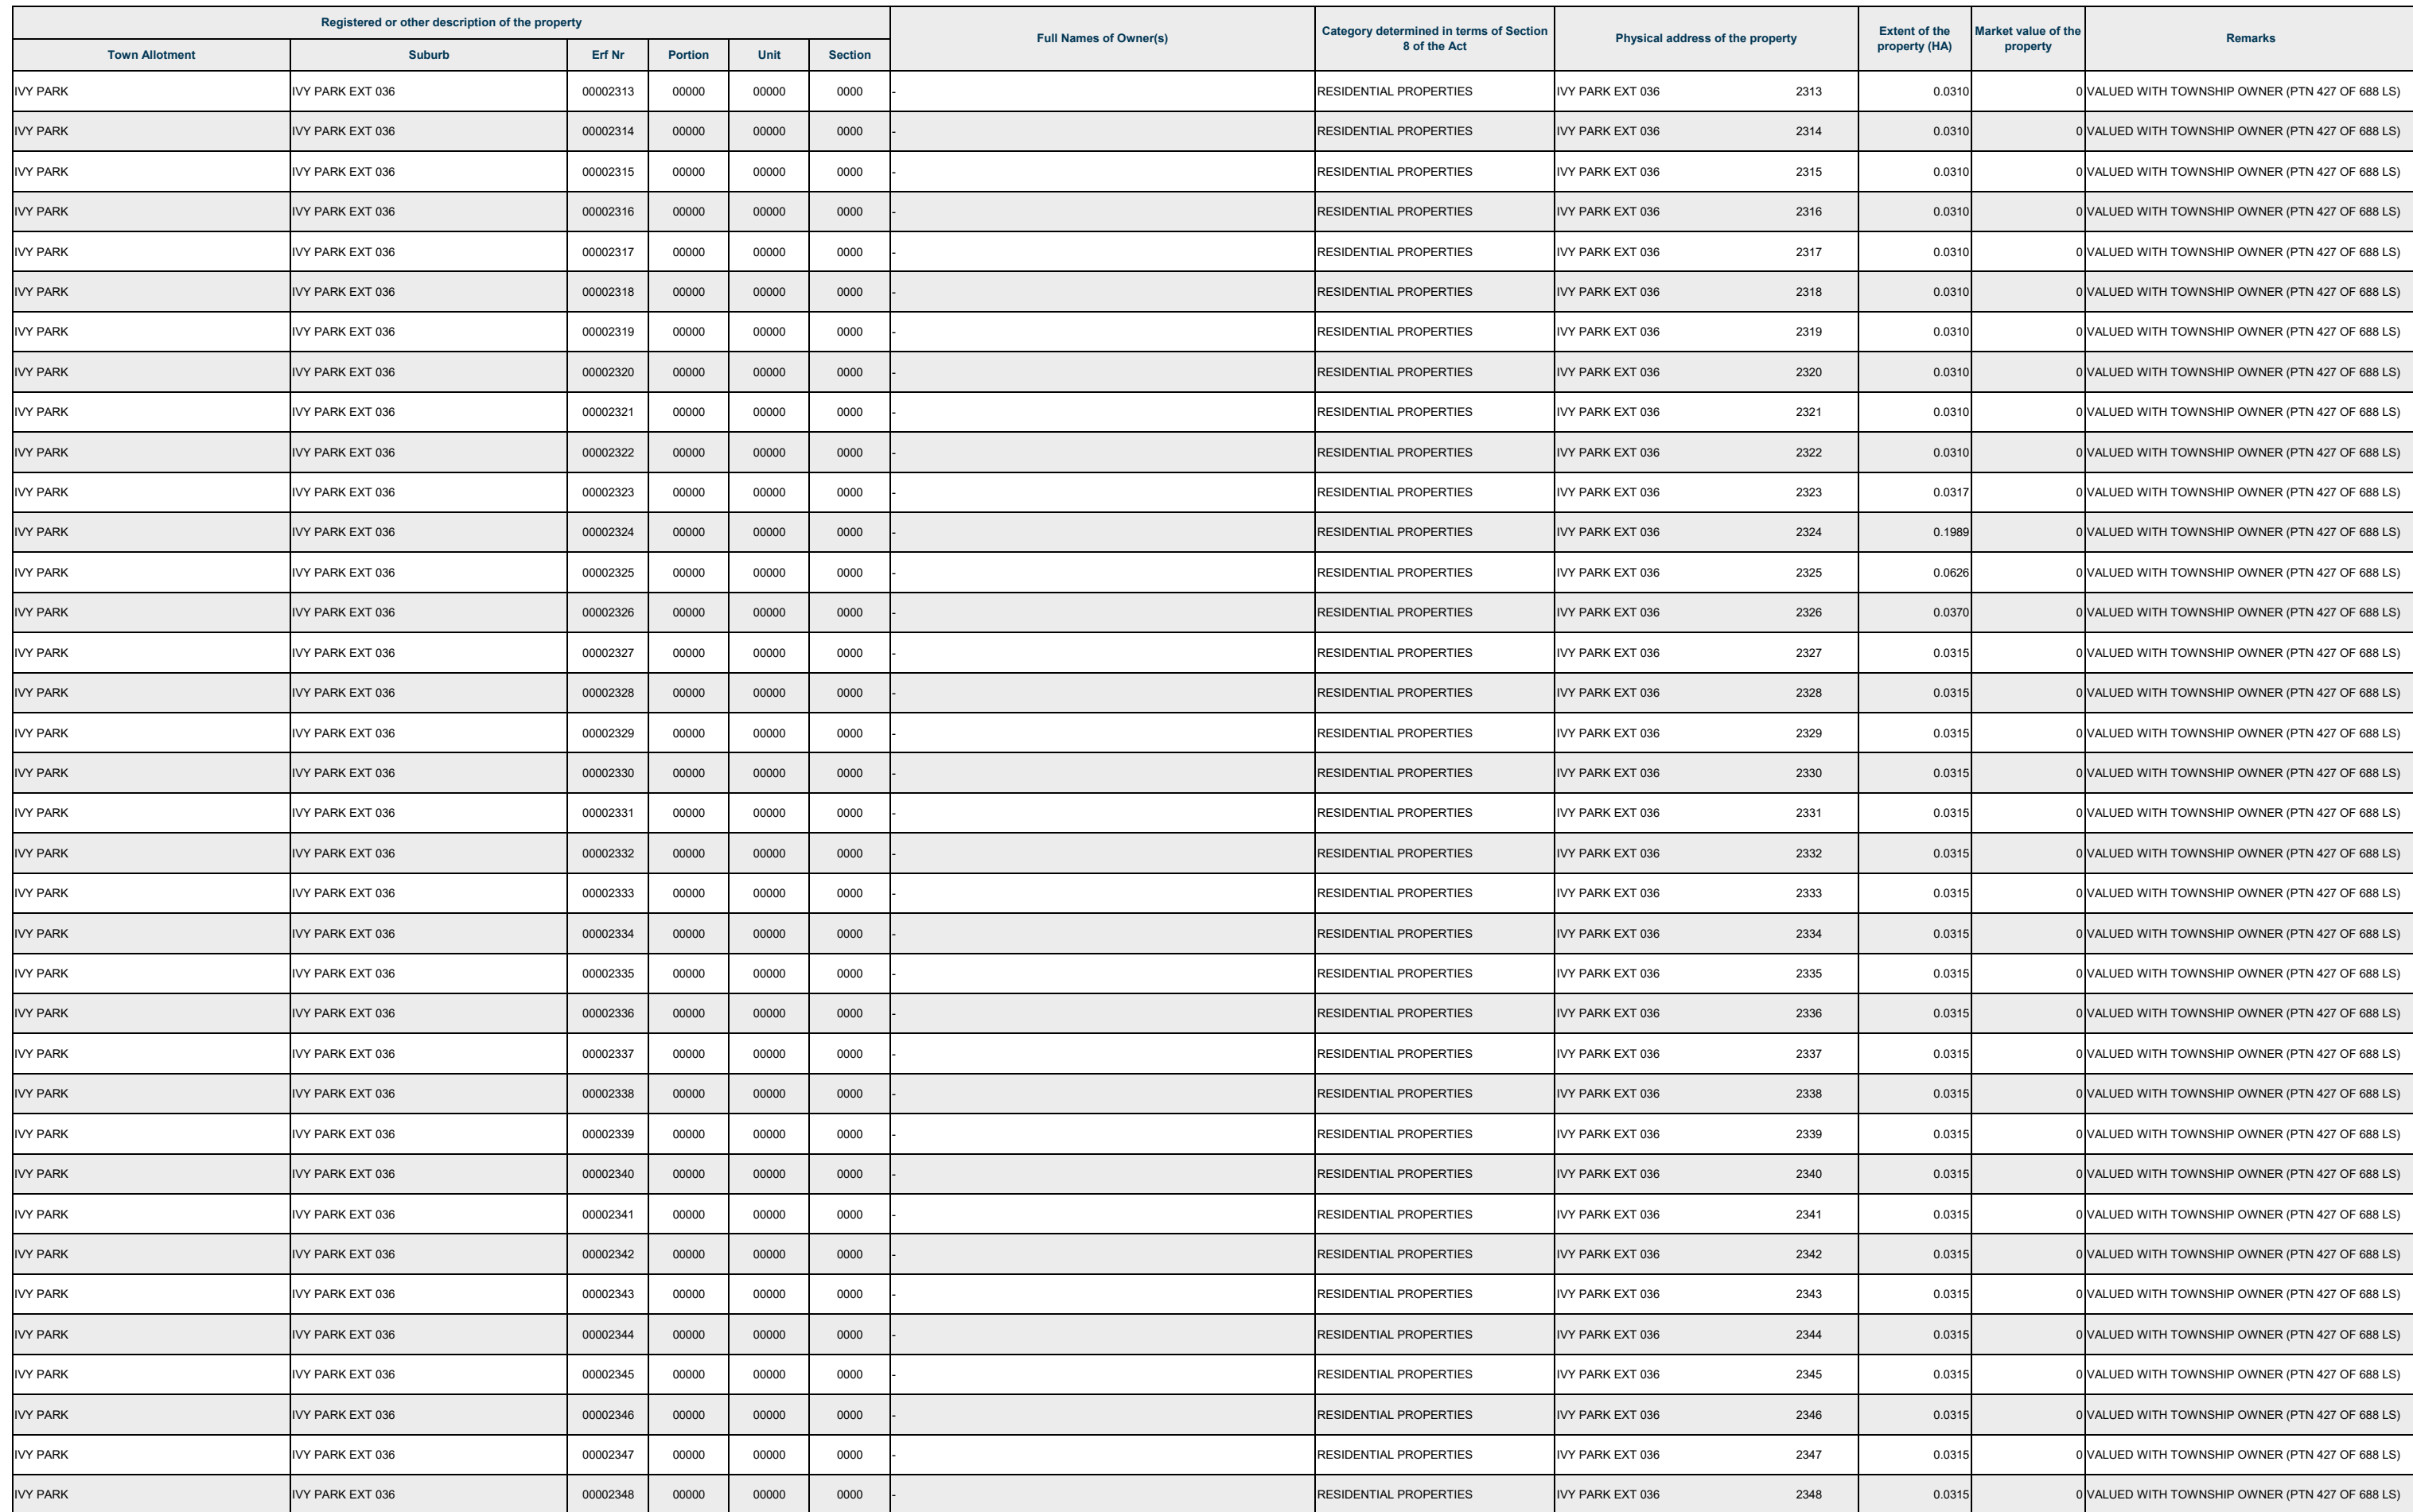 Registered or other description of the property
Full Names of Owner(s)
Category determined in terms of Section
8 of the Act
Physical address of the property
Extent of the
property (HA)
Market value of the
property
Remarks
Town Allotment Suburb Erf Nr Portion Unit Section
IVY PARK IVY PARK EXT 036 00002313 00000 00000 0000 - RESIDENTIAL PROPERTIES IVY PARK EXT 036 2313 0.0310 0 VALUED WITH TOWNSHIP OWNER (PTN 427 OF 688 LS)
IVY PARK IVY PARK EXT 036 00002314 00000 00000 0000 - RESIDENTIAL PROPERTIES IVY PARK EXT 036 2314 0.0310 0 VALUED WITH TOWNSHIP OWNER (PTN 427 OF 688 LS)
IVY PARK IVY PARK EXT 036 00002315 00000 00000 0000 - RESIDENTIAL PROPERTIES IVY PARK EXT 036 2315 0.0310 0 VALUED WITH TOWNSHIP OWNER (PTN 427 OF 688 LS)
IVY PARK IVY PARK EXT 036 00002316 00000 00000 0000 - RESIDENTIAL PROPERTIES IVY PARK EXT 036 2316 0.0310 0 VALUED WITH TOWNSHIP OWNER (PTN 427 OF 688 LS)
IVY PARK IVY PARK EXT 036 00002317 00000 00000 0000 - RESIDENTIAL PROPERTIES IVY PARK EXT 036 2317 0.0310 0 VALUED WITH TOWNSHIP OWNER (PTN 427 OF 688 LS)
IVY PARK IVY PARK EXT 036 00002318 00000 00000 0000 - RESIDENTIAL PROPERTIES IVY PARK EXT 036 2318 0.0310 0 VALUED WITH TOWNSHIP OWNER (PTN 427 OF 688 LS)
IVY PARK IVY PARK EXT 036 00002319 00000 00000 0000 - RESIDENTIAL PROPERTIES IVY PARK EXT 036 2319 0.0310 0 VALUED WITH TOWNSHIP OWNER (PTN 427 OF 688 LS)
IVY PARK IVY PARK EXT 036 00002320 00000 00000 0000 - RESIDENTIAL PROPERTIES IVY PARK EXT 036 2320 0.0310 0 VALUED WITH TOWNSHIP OWNER (PTN 427 OF 688 LS)
IVY PARK IVY PARK EXT 036 00002321 00000 00000 0000 - RESIDENTIAL PROPERTIES IVY PARK EXT 036 2321 0.0310 0 VALUED WITH TOWNSHIP OWNER (PTN 427 OF 688 LS)
IVY PARK IVY PARK EXT 036 00002322 00000 00000 0000 - RESIDENTIAL PROPERTIES IVY PARK EXT 036 2322 0.0310 0 VALUED WITH TOWNSHIP OWNER (PTN 427 OF 688 LS)
IVY PARK IVY PARK EXT 036 00002323 00000 00000 0000 - RESIDENTIAL PROPERTIES IVY PARK EXT 036 2323 0.0317 0 VALUED WITH TOWNSHIP OWNER (PTN 427 OF 688 LS)
IVY PARK IVY PARK EXT 036 00002324 00000 00000 0000 - RESIDENTIAL PROPERTIES IVY PARK EXT 036 2324 0.1989 0 VALUED WITH TOWNSHIP OWNER (PTN 427 OF 688 LS)
IVY PARK IVY PARK EXT 036 00002325 00000 00000 0000 - RESIDENTIAL PROPERTIES IVY PARK EXT 036 2325 0.0626 0 VALUED WITH TOWNSHIP OWNER (PTN 427 OF 688 LS)
IVY PARK IVY PARK EXT 036 00002326 00000 00000 0000 - RESIDENTIAL PROPERTIES IVY PARK EXT 036 2326 0.0370 0 VALUED WITH TOWNSHIP OWNER (PTN 427 OF 688 LS)
IVY PARK IVY PARK EXT 036 00002327 00000 00000 0000 - RESIDENTIAL PROPERTIES IVY PARK EXT 036 2327 0.0315 0 VALUED WITH TOWNSHIP OWNER (PTN 427 OF 688 LS)
IVY PARK IVY PARK EXT 036 00002328 00000 00000 0000 - RESIDENTIAL PROPERTIES IVY PARK EXT 036 2328 0.0315 0 VALUED WITH TOWNSHIP OWNER (PTN 427 OF 688 LS)
IVY PARK IVY PARK EXT 036 00002329 00000 00000 0000 - RESIDENTIAL PROPERTIES IVY PARK EXT 036 2329 0.0315 0 VALUED WITH TOWNSHIP OWNER (PTN 427 OF 688 LS)
IVY PARK IVY PARK EXT 036 00002330 00000 00000 0000 - RESIDENTIAL PROPERTIES IVY PARK EXT 036 2330 0.0315 0 VALUED WITH TOWNSHIP OWNER (PTN 427 OF 688 LS)
IVY PARK IVY PARK EXT 036 00002331 00000 00000 0000 - RESIDENTIAL PROPERTIES IVY PARK EXT 036 2331 0.0315 0 VALUED WITH TOWNSHIP OWNER (PTN 427 OF 688 LS)
IVY PARK IVY PARK EXT 036 00002332 00000 00000 0000 - RESIDENTIAL PROPERTIES IVY PARK EXT 036 2332 0.0315 0 VALUED WITH TOWNSHIP OWNER (PTN 427 OF 688 LS)
IVY PARK IVY PARK EXT 036 00002333 00000 00000 0000 - RESIDENTIAL PROPERTIES IVY PARK EXT 036 2333 0.0315 0 VALUED WITH TOWNSHIP OWNER (PTN 427 OF 688 LS)
IVY PARK IVY PARK EXT 036 00002334 00000 00000 0000 - RESIDENTIAL PROPERTIES IVY PARK EXT 036 2334 0.0315 0 VALUED WITH TOWNSHIP OWNER (PTN 427 OF 688 LS)
IVY PARK IVY PARK EXT 036 00002335 00000 00000 0000 - RESIDENTIAL PROPERTIES IVY PARK EXT 036 2335 0.0315 0 VALUED WITH TOWNSHIP OWNER (PTN 427 OF 688 LS)
IVY PARK IVY PARK EXT 036 00002336 00000 00000 0000 - RESIDENTIAL PROPERTIES IVY PARK EXT 036 2336 0.0315 0 VALUED WITH TOWNSHIP OWNER (PTN 427 OF 688 LS)
IVY PARK IVY PARK EXT 036 00002337 00000 00000 0000 - RESIDENTIAL PROPERTIES IVY PARK EXT 036 2337 0.0315 0 VALUED WITH TOWNSHIP OWNER (PTN 427 OF 688 LS)
IVY PARK IVY PARK EXT 036 00002338 00000 00000 0000 - RESIDENTIAL PROPERTIES IVY PARK EXT 036 2338 0.0315 0 VALUED WITH TOWNSHIP OWNER (PTN 427 OF 688 LS)
IVY PARK IVY PARK EXT 036 00002339 00000 00000 0000 - RESIDENTIAL PROPERTIES IVY PARK EXT 036 2339 0.0315 0 VALUED WITH TOWNSHIP OWNER (PTN 427 OF 688 LS)
IVY PARK IVY PARK EXT 036 00002340 00000 00000 0000 - RESIDENTIAL PROPERTIES IVY PARK EXT 036 2340 0.0315 0 VALUED WITH TOWNSHIP OWNER (PTN 427 OF 688 LS)
IVY PARK IVY PARK EXT 036 00002341 00000 00000 0000 - RESIDENTIAL PROPERTIES IVY PARK EXT 036 2341 0.0315 0 VALUED WITH TOWNSHIP OWNER (PTN 427 OF 688 LS)
IVY PARK IVY PARK EXT 036 00002342 00000 00000 0000 - RESIDENTIAL PROPERTIES IVY PARK EXT 036 2342 0.0315 0 VALUED WITH TOWNSHIP OWNER (PTN 427 OF 688 LS)
IVY PARK IVY PARK EXT 036 00002343 00000 00000 0000 - RESIDENTIAL PROPERTIES IVY PARK EXT 036 2343 0.0315 0 VALUED WITH TOWNSHIP OWNER (PTN 427 OF 688 LS)
IVY PARK IVY PARK EXT 036 00002344 00000 00000 0000 - RESIDENTIAL PROPERTIES IVY PARK EXT 036 2344 0.0315 0 VALUED WITH TOWNSHIP OWNER (PTN 427 OF 688 LS)
IVY PARK IVY PARK EXT 036 00002345 00000 00000 0000 - RESIDENTIAL PROPERTIES IVY PARK EXT 036 2345 0.0315 0 VALUED WITH TOWNSHIP OWNER (PTN 427 OF 688 LS)
IVY PARK IVY PARK EXT 036 00002346 00000 00000 0000 - RESIDENTIAL PROPERTIES IVY PARK EXT 036 2346 0.0315 0 VALUED WITH TOWNSHIP OWNER (PTN 427 OF 688 LS)
IVY PARK IVY PARK EXT 036 00002347 00000 00000 0000 - RESIDENTIAL PROPERTIES IVY PARK EXT 036 2347 0.0315 0 VALUED WITH TOWNSHIP OWNER (PTN 427 OF 688 LS)
IVY PARK IVY PARK EXT 036 00002348 00000 00000 0000 - RESIDENTIAL PROPERTIES IVY PARK EXT 036 2348 0.0315 0 VALUED WITH TOWNSHIP OWNER (PTN 427 OF 688 LS)